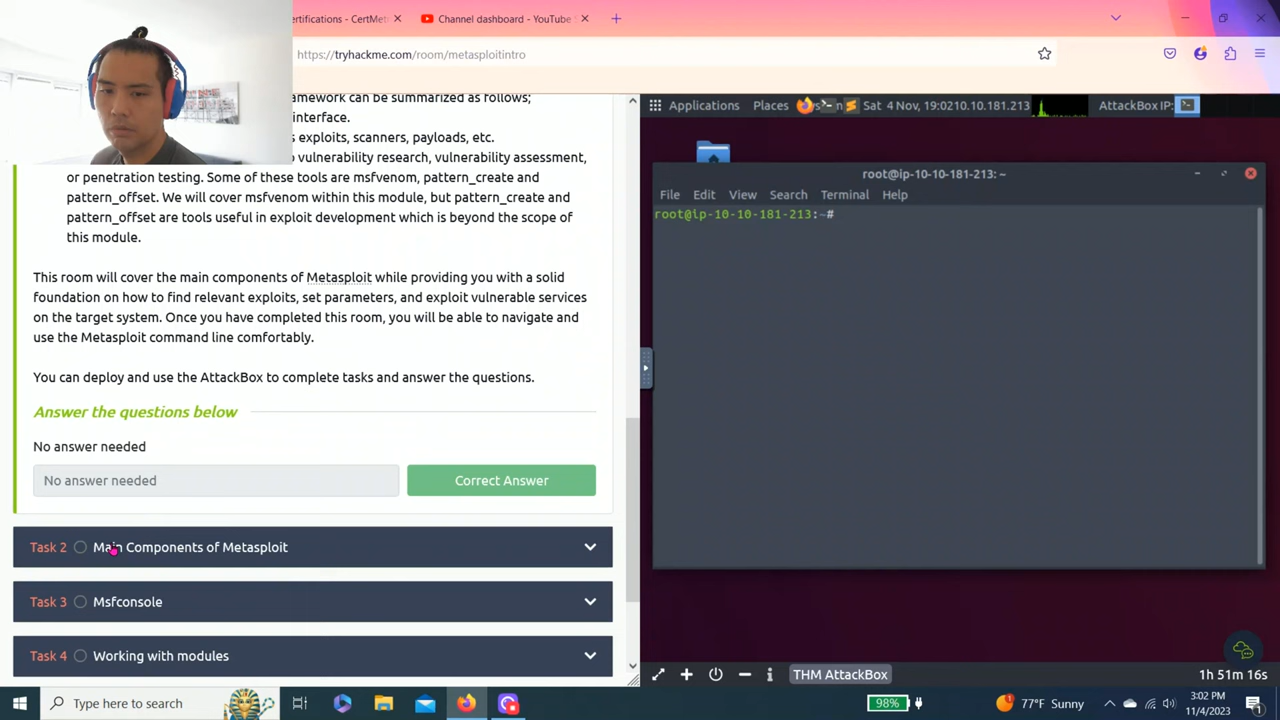 ertifications - CertMet
Channel dashboard - YouTube
https://tryhackme.com/room/metasploitintro
amework can be summarized as follows;
interface.
s exploits, scanners, payloads, etc.
vulnerability research, vulnerability assessment,
or penetration testing. Some of these tools are msfvenom, pattern_create and
pattern_offset. We will cover msfvenom within this module, but pattern_create and
pattern_offset are tools useful in exploit development which is beyond the scope of
this module.
This room will cover the main components of Metasploit while providing you with a solid
foundation on how to find relevant exploits, set parameters, and exploit vulnerable services
on the target system. Once you have completed this room, you will be able to navigate and
use the Metasploit command line comfortably.
You can deploy and use the AttackBox to complete tasks and answer the questions.
Answer the questions below
No answer needed
No answer needed
Correct Answer
Task 2 Main Components of Metasploit
Task 3 Msfconsole
Task 4 Working with modules
Applications Places Sat 4 Nov, 19:02 10.10.181.213 AttackBox IP:
root@ip-10-10-181-213: ~
File Edit View Search Terminal Help
root@ip-10-10-181-213:~#
THM AttackBox
1h 51m 16s
Type here to search
98%
77°F Sunny
3:02 PM
11/4/2023